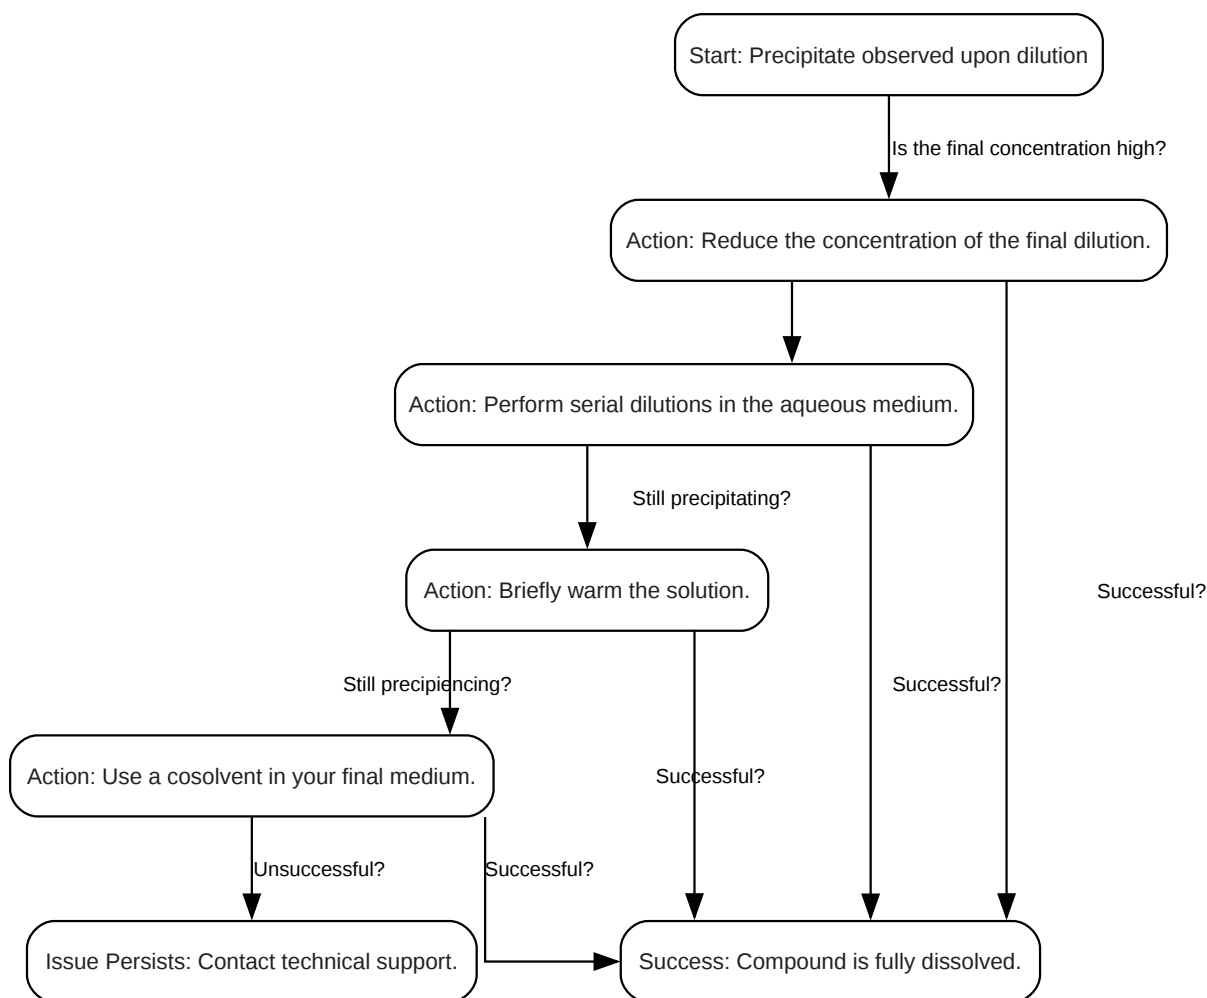 Start: Precipitate observed upon dilution
Is the final concentration high?
Action: Reduce the concentration of the final dilution.
Action: Perform serial dilutions in the aqueous medium.
Still precipitating?
Action: Briefly warm the solution.
Successful?
Still precipiencing?
Successful?
Action: Use a cosolvent in your final medium.
Successful?
Unsuccessful?
Successful?
Issue Persists: Contact technical support.
Success: Compound is fully dissolved.